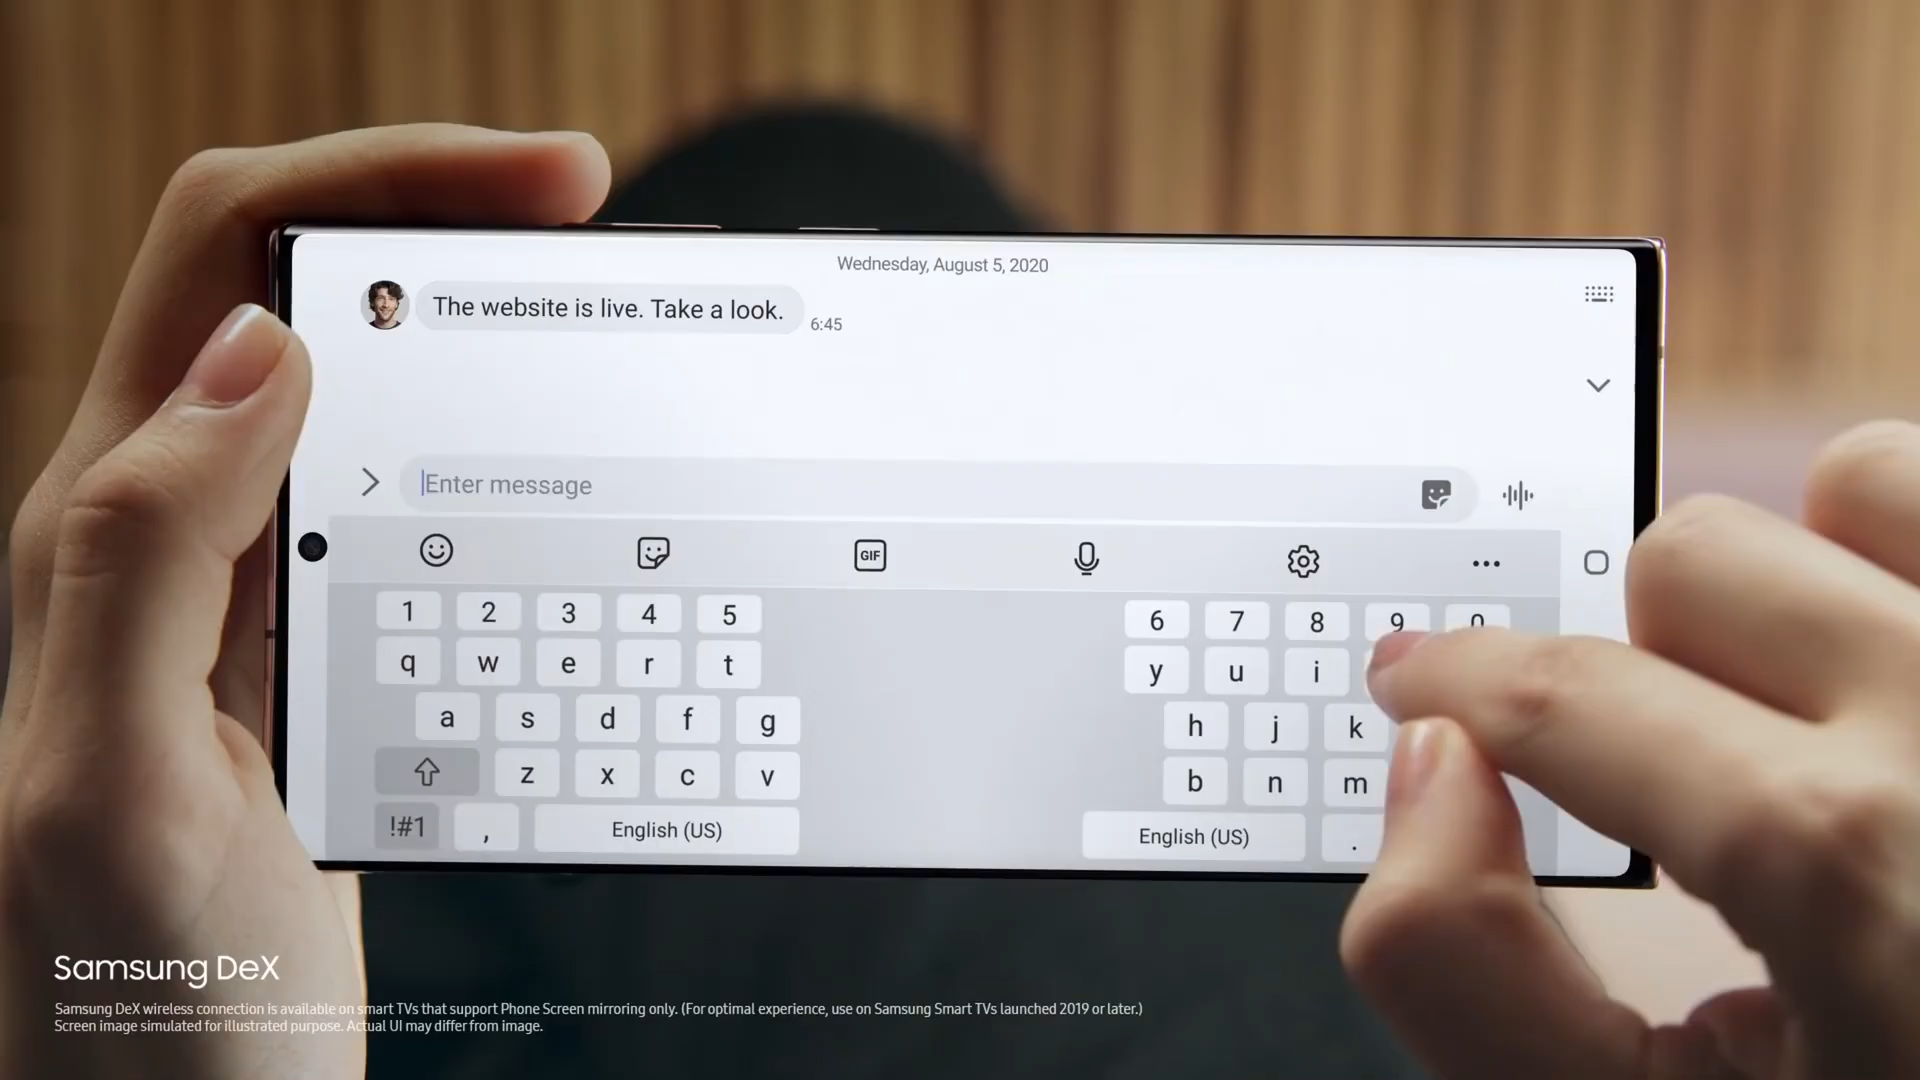 Wednesday, August 5, 2020
The website is live. Take a look.
6:45
Enter message
GIF
1 2 3 4 5 6 7 8 9 0
q w e r t y u i
a s d f g h j k
z x c v b n m
!#1 , English (US) English (US) .
Samsung DeX
Samsung DeX wireless connection is available on smart TVs that support Phone Screen mirroring only. (For optimal experience, use on Samsung Smart TVs launched 2019 or later.)
Screen image simulated for illustrated purpose. Actual UI may differ from image.